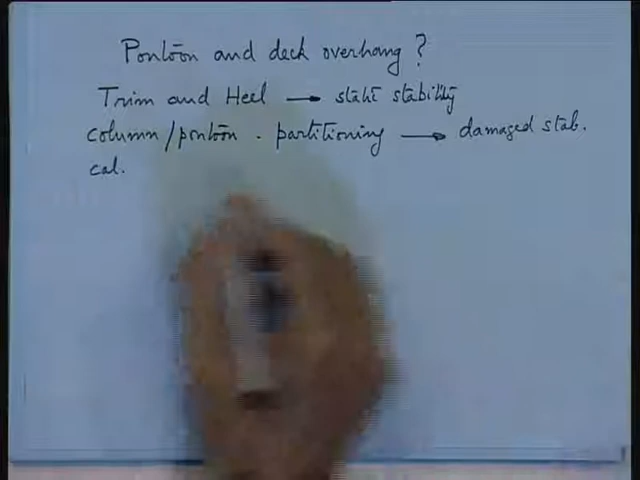 Pontoon and deck overhang ?
Trim and Heel → static stability
column/pontoon . partitioning → damaged stab.
cal.